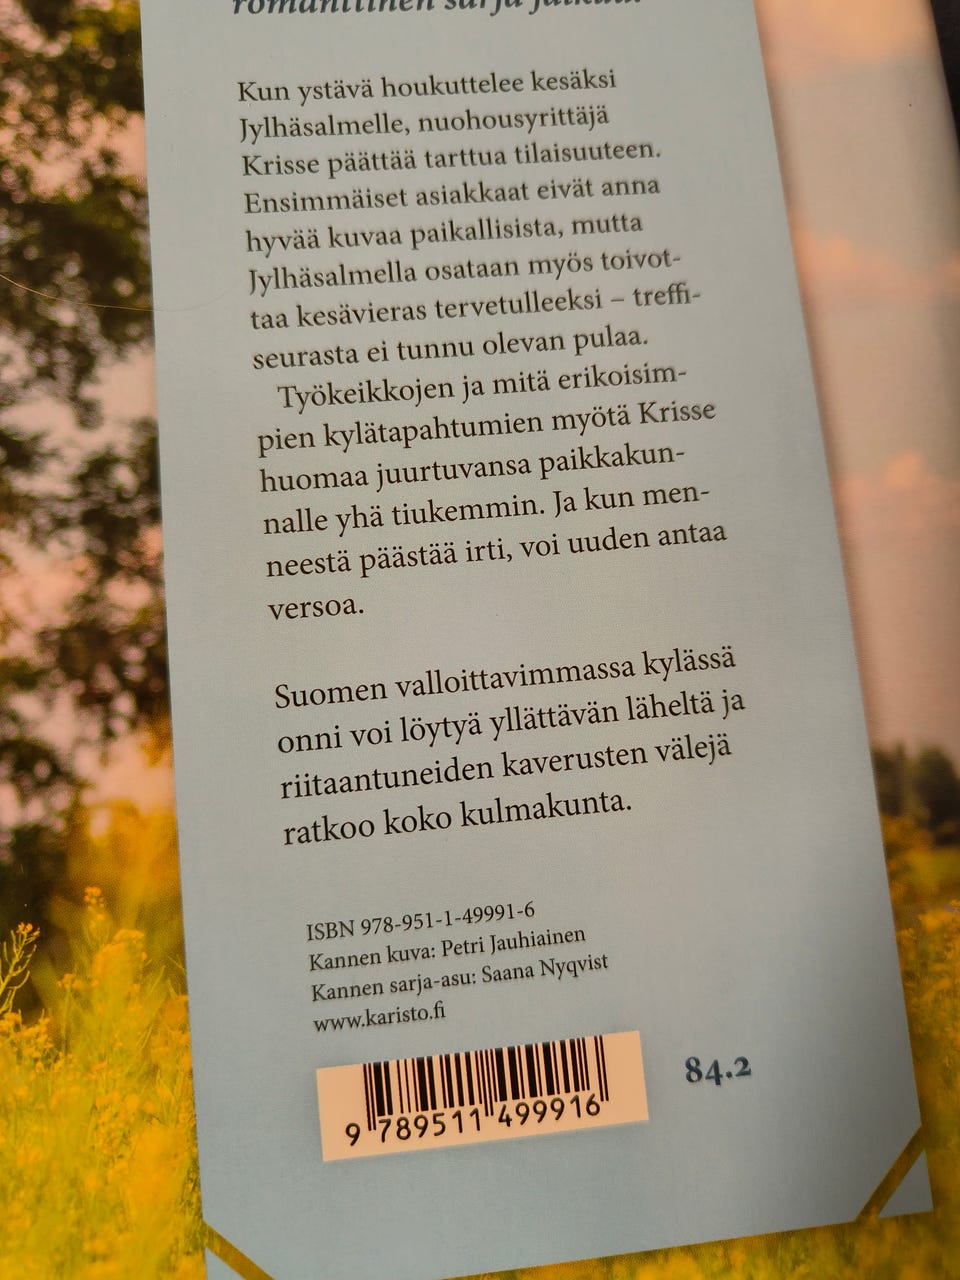 romanttinen sarja jatkuu.
Kun ystävä houkuttelee kesäksi
Jylhäsalmelle, nuohousyrittäjä
Krisse päättää tarttua tilaisuuteen.
Ensimmäiset asiakkaat eivät anna
hyvää kuvaa paikallisista, mutta
Jylhäsalmella osataan myös toivot-
taa kesävieras tervetulleeksi – treffi-
seurasta ei tunnu olevan pulaa.
Työkeikkojen ja mitä erikoisim-
pien kylätapahtumien myötä Krisse
huomaa juurtuvansa paikkakun-
nalle yhä tiukemmin. Ja kun men-
neestä päästää irti, voi uuden antaa
versoa.
Suomen valloittavimmassa kylässä
onni voi löytyä yllättävän läheltä ja
riitaantuneiden kaverusten välejä
ratkoo koko kulmakunta.
ISBN 978-951-1-49991-6
Kannen kuva: Petri Jauhiainen
Kannen sarja-asu: Saana Nyqvist
www.karisto.fi
84.2
9 789511 499916